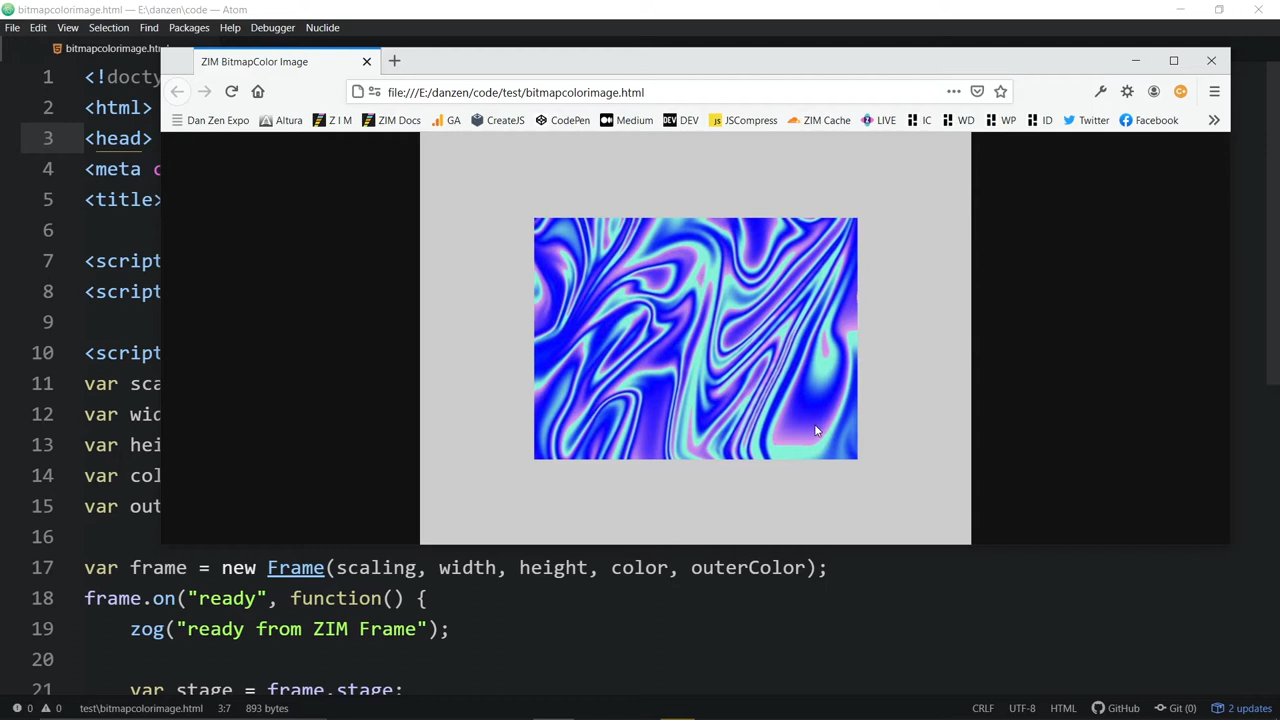 bitmapcolorimage.html — E:\danzen\code — Atom
File Edit View Selection Find Packages Help Debugger Nuclide
bitmapcolorimage.htm
ZIM BitmapColor Image
file:///E:/danzen/code/test/bitmapcolorimage.html
Dan Zen Expo Altura Z I M ZIM Docs GA CreateJS CodePen Medium DEV JSCompress ZIM Cache LIVE IC WD WP ID Twitter Facebook
1 <!docty
2 <html>
3 <head>
4 <meta c
5 <title>
6
7 <script
8 <script
9
10 <script
11 var sca
12 var wid
13 var hei
14 var col
15 var out
16
17 var frame = new Frame(scaling, width, height, color, outerColor);
18 frame.on("ready", function() {
19 zog("ready from ZIM Frame");
20
21 var stage = frame.stage;
0 0 test\bitmapcolorimage.html 3:7 893 bytes CRLF UTF-8 HTML GitHub Git (0) 2 updates